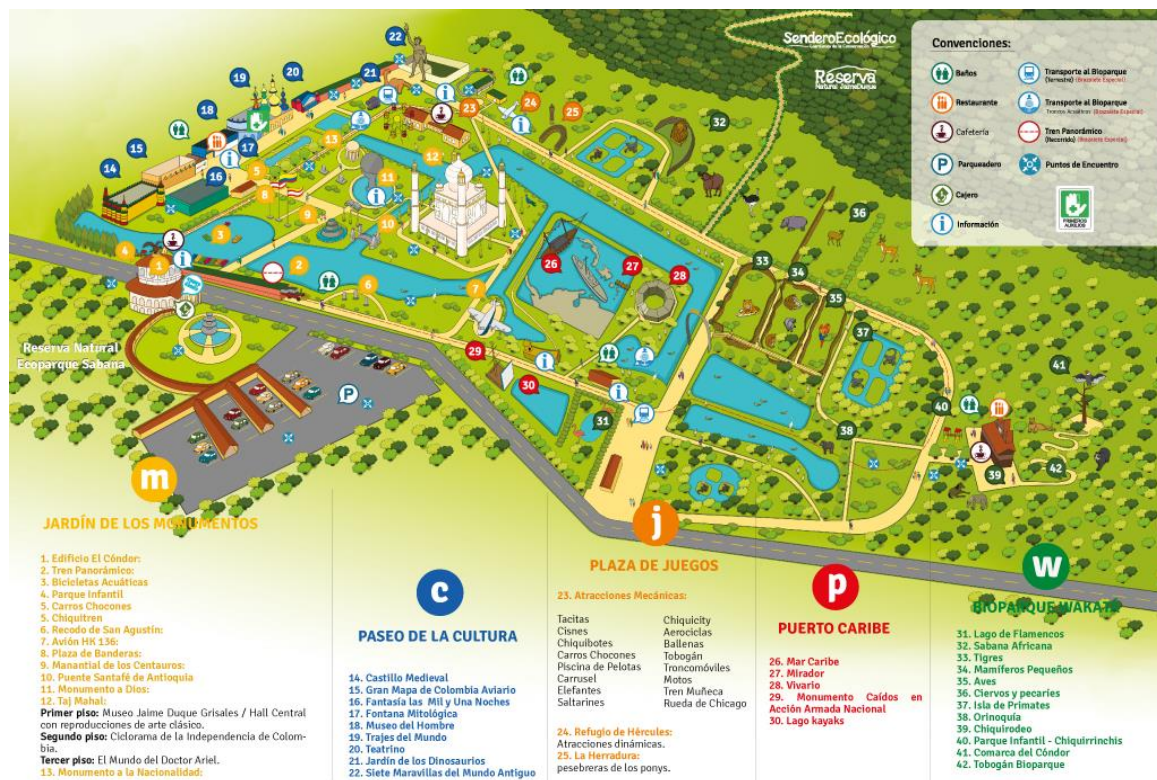 SenderoEcológico
Reserva
Natural JaimeDuque
Convenciones:
Baños
Restaurante
Cafetería
Parqueadero
Cajero
Información
Transporte al Bioparque
(Terrestre) (Brazalete Especial)
Transporte al Bioparque
(Brazalete Especial)
Tren Panorámico
(Recorrido) (Brazalete Especial)
Puntos de Encuentro
PRIMEROS
AUXILIOS
Reserva Natural
Ecoparque Sabana
m
JARDÍN DE LOS MONUMENTOS
1. Edificio El Cóndor:
2. Tren Panorámico:
3. Bicicletas Acuáticas
4. Parque Infantil
5. Carros Chocones
5. Chiquitren
6. Recodo de San Agustín:
7. Avión HK 136:
8. Plaza de Banderas:
9. Manantial de los Centauros:
10. Puente Santafé de Antioquia
11. Monumento a Dios:
12. Taj Mahal:
Primer piso: Museo Jaime Duque Grisales / Hall Central
con reproducciones de arte clásico.
Segundo piso: Ciclorama de la Independencia de Colom-
bia.
Tercer piso: El Mundo del Doctor Ariel.
13. Monumento a la Nacionalidad:
c
PASEO DE LA CULTURA
14. Castillo Medieval
15. Gran Mapa de Colombia Aviario
16. Fantasía las Mil y Una Noches
17. Fontana Mitológica
18. Museo del Hombre
19. Trajes del Mundo
20. Teatrino
21. Jardín de los Dinosaurios
22. Siete Maravillas del Mundo Antiguo
j
PLAZA DE JUEGOS
23. Atracciones Mecánicas:
Tacitas
Cisnes
Chiquibotes
Carros Chocones
Piscina de Pelotas
Carrusel
Elefantes
Saltarines
Chiquicity
Aerociclas
Ballenas
Tobogán
Troncomóviles
Motos
Tren Muñeca
Rueda de Chicago
24. Refugio de Hércules:
Atracciones dinámicas.
25. La Herradura:
pesebreras de los ponys.
p
PUERTO CARIBE
26. Mar Caribe
27. Mirador
28. Vivario
29. Monumento Caídos en
Acción Armada Nacional
30. Lago kayaks
w
BIOPARQUE WAKATÁ
31. Lago de Flamencos
32. Sabana Africana
33. Tigres
34. Mamíferos Pequeños
35. Aves
36. Ciervos y pecaríes
37. Isla de Primates
38. Orinoquía
39. Chiquirodeo
40. Parque Infantil - Chiquirrinchis
41. Comarca del Cóndor
42. Tobogán Bioparque